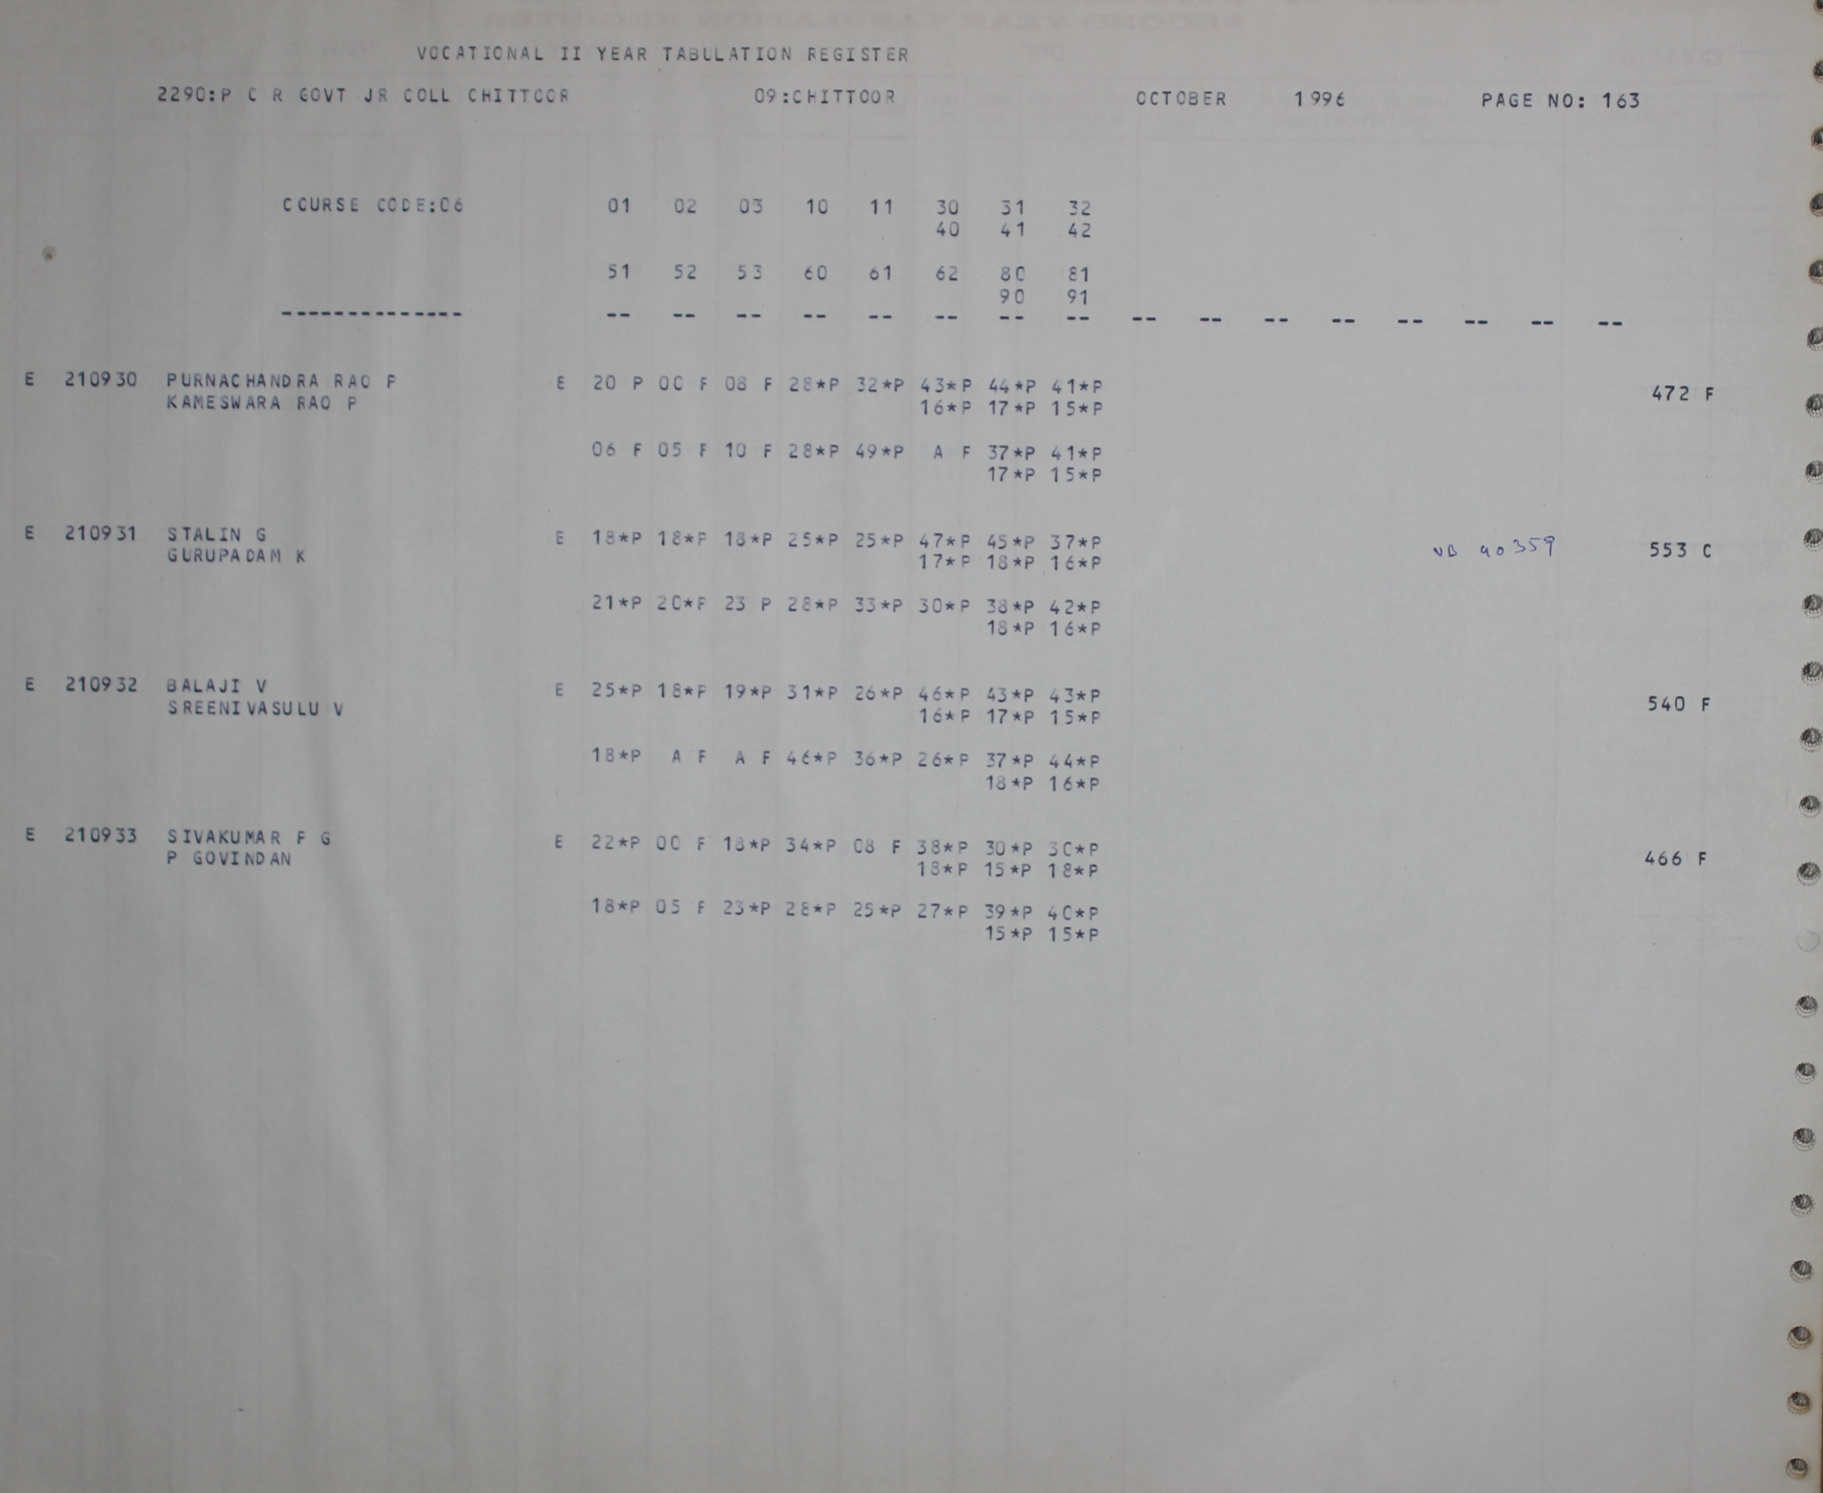 VOCATIONAL II YEAR TABULATION REGISTER
2290:P C R GOVT JR COLL CHITTOOR 09:CHITTOOR OCTOBER 1996 PAGE NO: 163
COURSE CODE:06 01 02 03 10 11 30 31 32
40 41 42
51 52 53 60 61 62 80 81
90 91
-------------- -- -- -- -- -- -- -- -- -- -- -- -- -- -- -- --
E 210930 PURNACHANDRA RAO P E 20 P 00 F 08 F 28*P 32*P 43*P 44*P 41*P 472 F
KAMESWARA RAO P 16*P 17*P 15*P
06 F 05 F 10 F 28*P 49*P A F 37*P 41*P
17*P 15*P
E 210931 STALIN G E 18*P 18*P 18*P 25*P 25*P 47*P 45*P 37*P VB 90359 553 C
GURUPADAM K 17*P 18*P 16*P
21*P 20*P 23 P 28*P 33*P 30*P 38*P 42*P
18*P 16*P
E 210932 BALAJI V E 25*P 18*P 19*P 31*P 26*P 46*P 43*P 43*P 540 F
SREENIVASULU V 16*P 17*P 15*P
18*P A F A F 46*P 36*P 26*P 37*P 44*P
18*P 16*P
E 210933 SIVAKUMAR P G E 22*P 00 F 18*P 34*P 08 F 38*P 30*P 30*P 466 F
P GOVINDAN 18*P 15*P 18*P
18*P 05 F 23*P 28*P 25*P 27*P 39*P 40*P
15*P 15*P